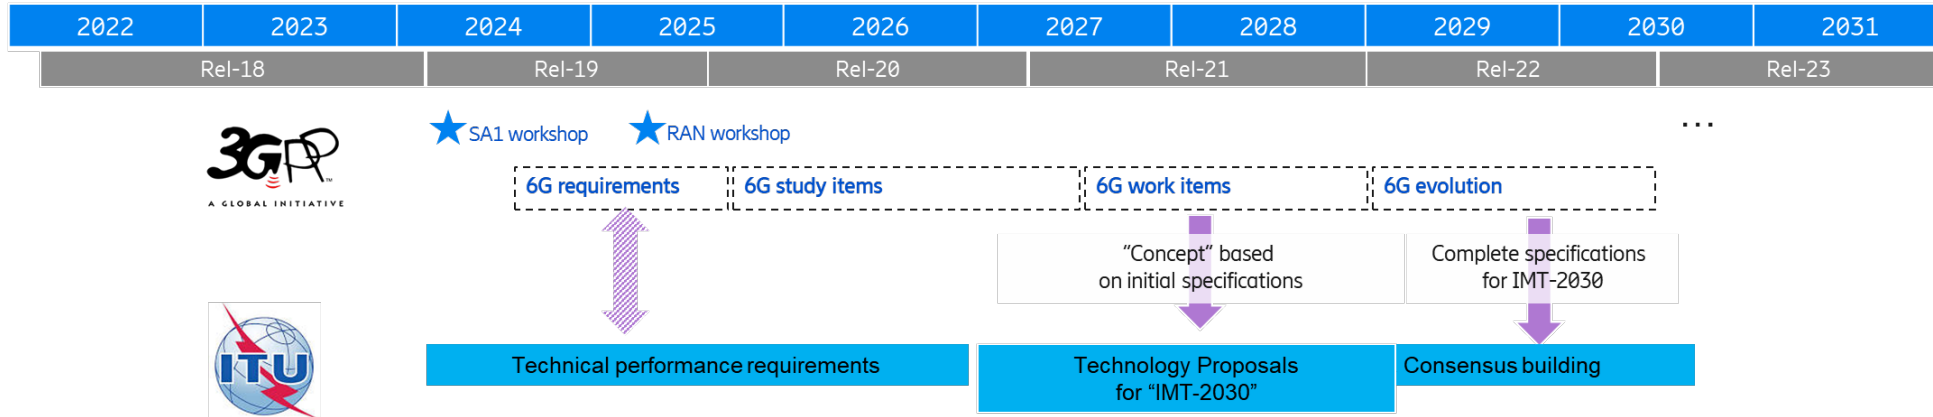 2022 2023 2024 2025 2026 2027 2028 2029 2030 2031
Rel-18 Rel-19 Rel-20 Rel-21 Rel-22 Rel-23
SA1 workshop RAN workshop ...
3GPP
TM
A GLOBAL INITIATIVE
6G requirements 6G study items 6G work items 6G evolution
“Concept” based
on initial specifications
Complete specifications
for IMT-2030
ITU
Technical performance requirements
Technology Proposals
for “IMT-2030”
Consensus building